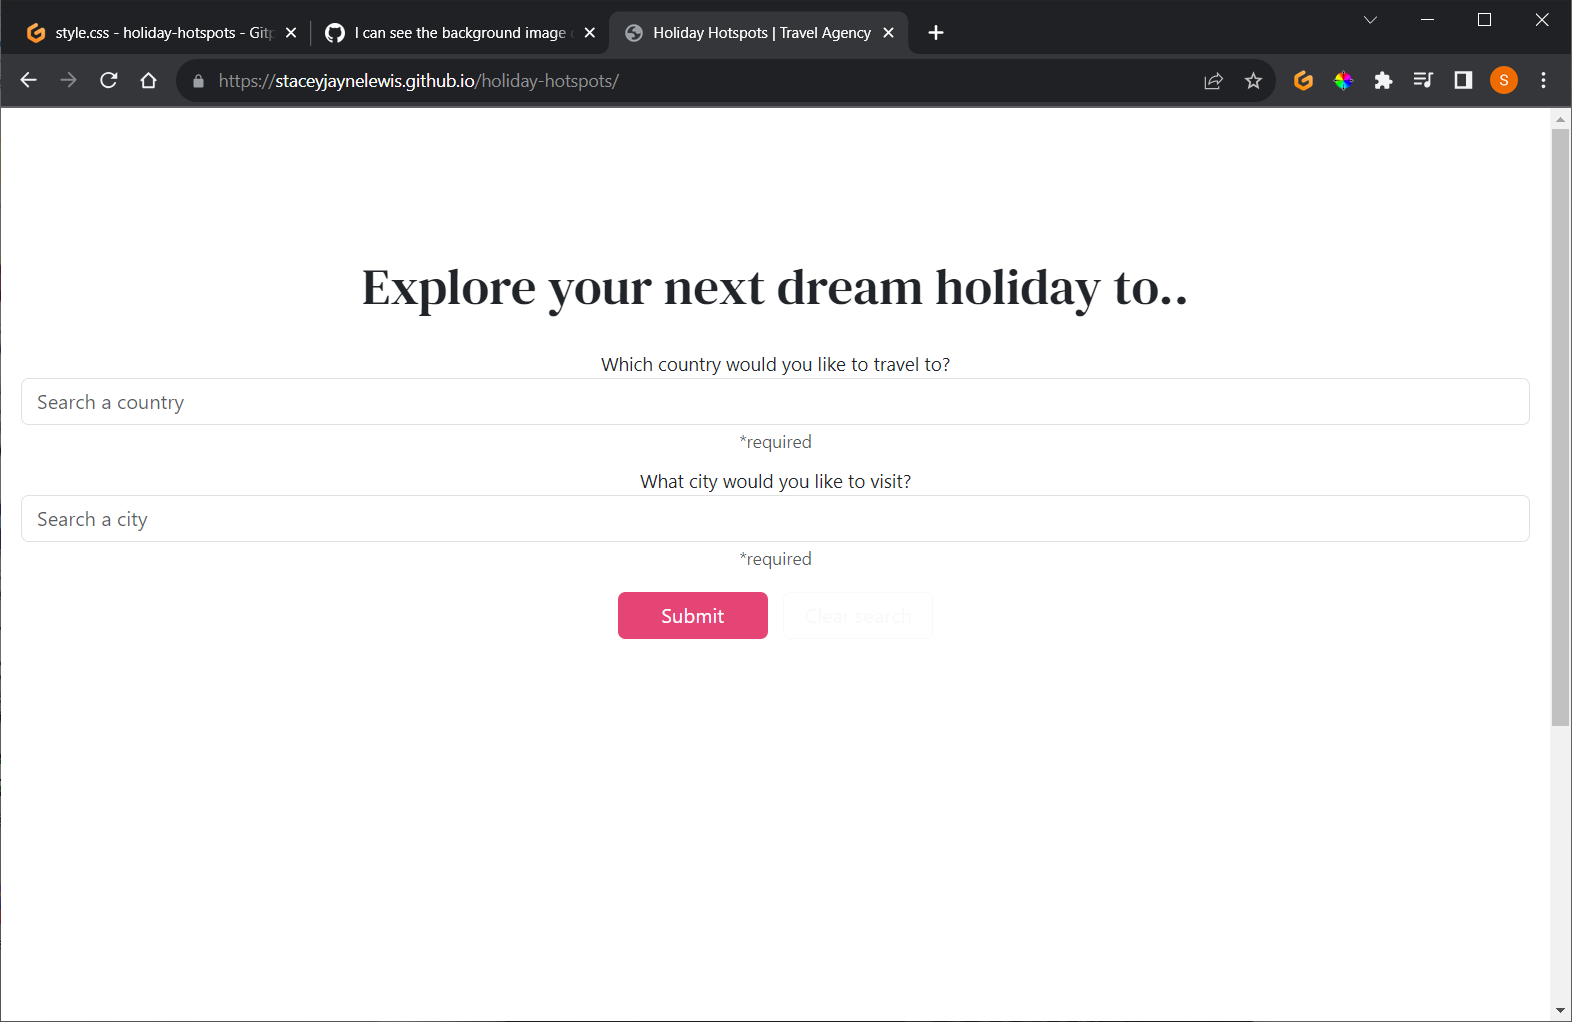 style.css - holiday-hotspots - Gitp
I can see the background image
Holiday Hotspots | Travel Agency
https://staceyjaynelewis.github.io/holiday-hotspots/
S
Explore your next dream holiday to..
Which country would you like to travel to?
Search a country
*required
What city would you like to visit?
Search a city
*required
Submit
Clear search